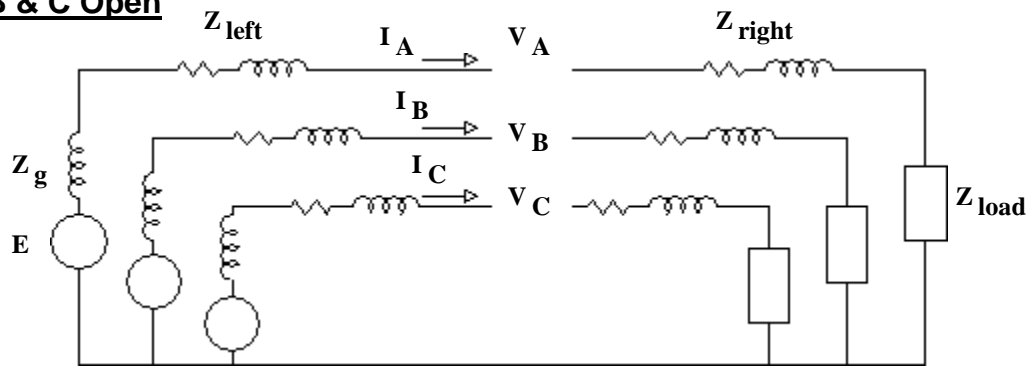 & C Open
Z left I A V A Z right
I B V B
Z g I C V C
Z load
E